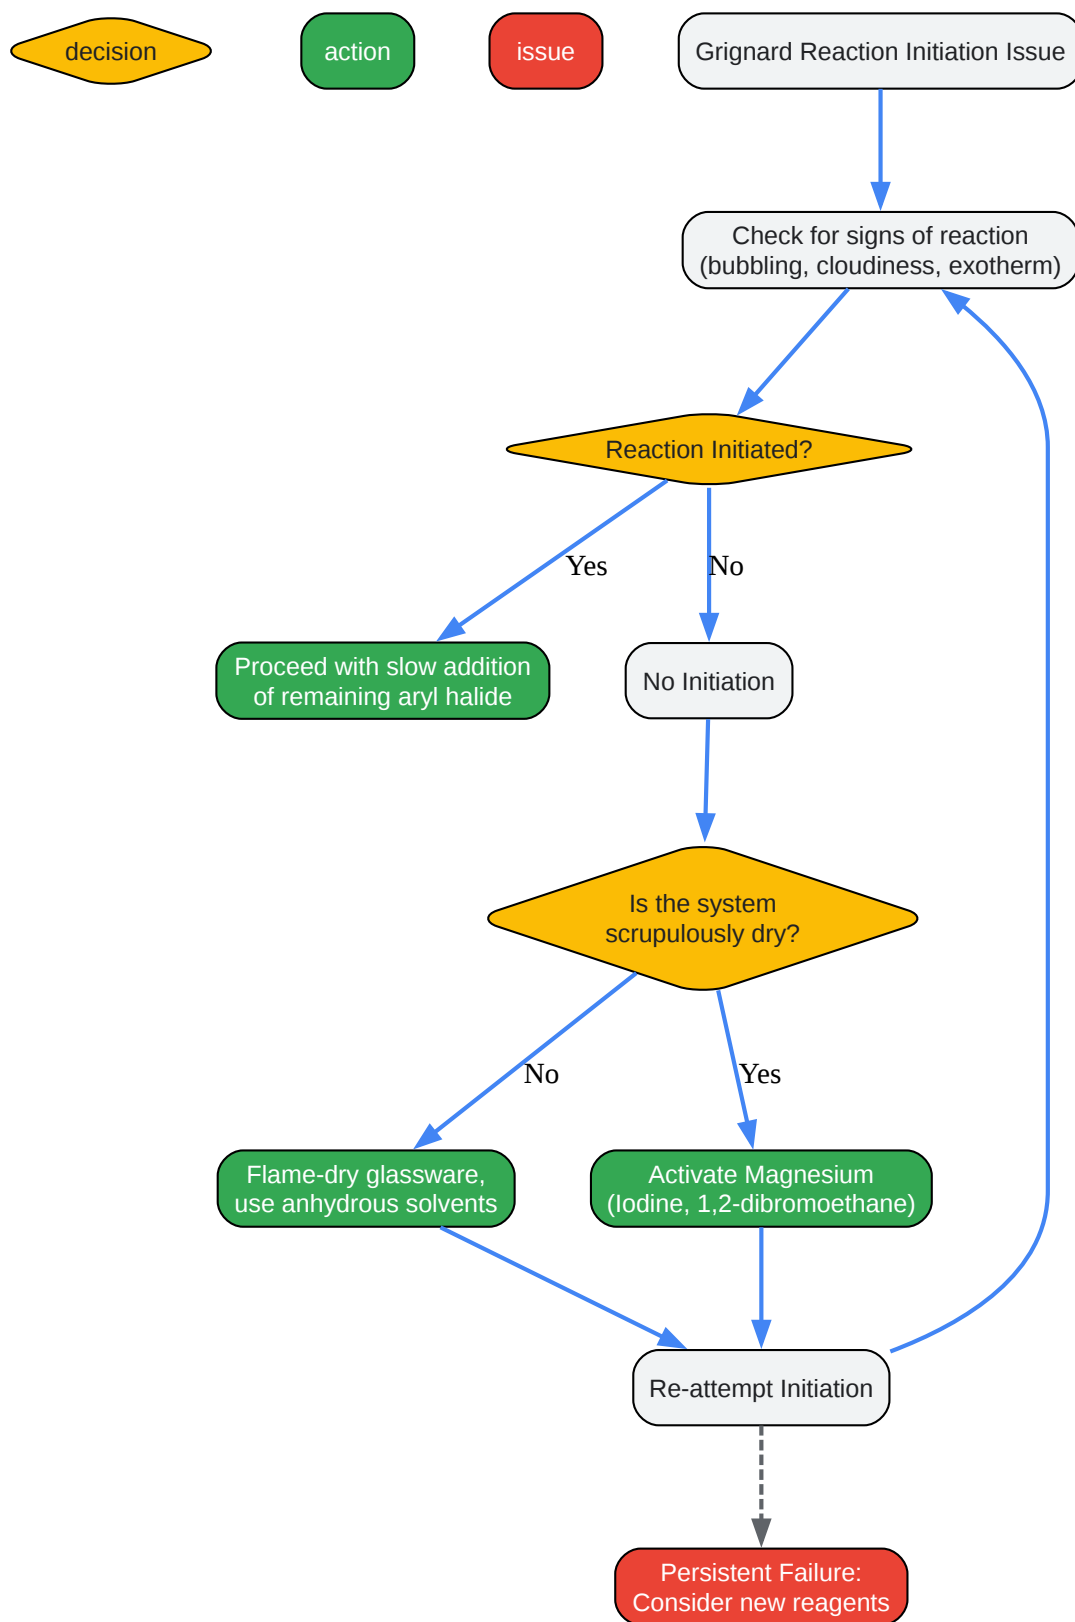 decision
action
issue
Grignard Reaction Initiation Issue
Check for signs of reaction
(bubbling, cloudiness, exotherm)
Reaction Initiated?
Yes
No
Proceed with slow addition
of remaining aryl halide
No Initiation
Is the system
scrupulously dry?
No
Yes
Flame-dry glassware,
use anhydrous solvents
Activate Magnesium
(Iodine, 1,2-dibromoethane)
Re-attempt Initiation
Persistent Failure:
Consider new reagents